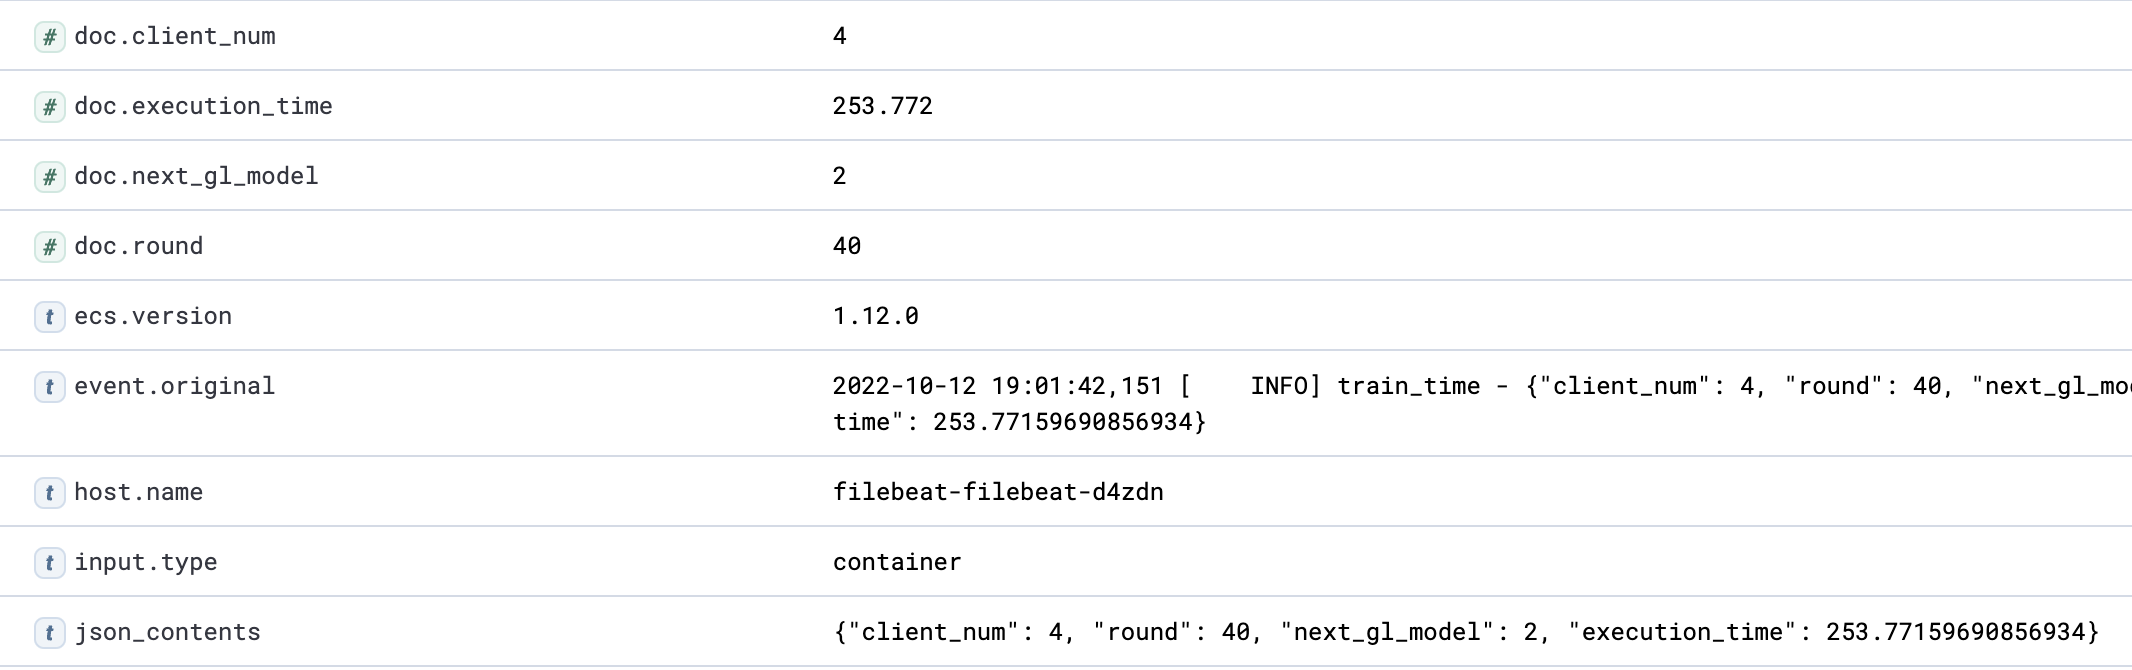 # doc.client_num 4
# doc.execution_time 253.772
# doc.next_gl_model 2
# doc.round 40
t ecs.version 1.12.0
t event.original 2022-10-12 19:01:42,151 [    INFO] train_time - {"client_num": 4, "round": 40, "next_gl_mo
time": 253.77159690856934}
t host.name filebeat-filebeat-d4zdn
t input.type container
t json_contents {"client_num": 4, "round": 40, "next_gl_model": 2, "execution_time": 253.77159690856934}